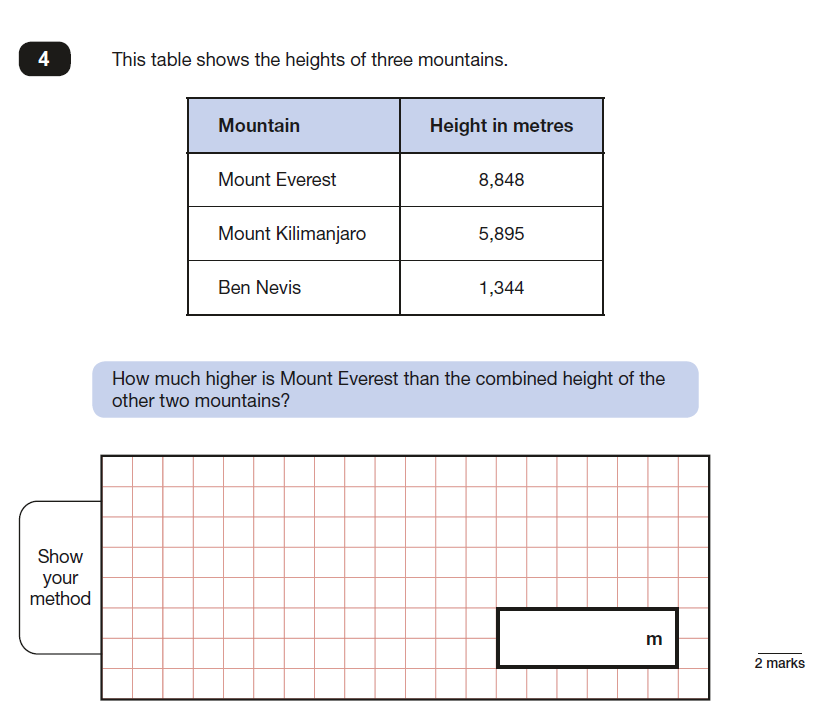 4
This table shows the heights of three mountains.
Mountain Height in metres
Mount Everest 8,848
Mount Kilimanjaro 5,895
Ben Nevis 1,344
How much higher is Mount Everest than the combined height of the
other two mountains?
Show
your
method
m
2 marks